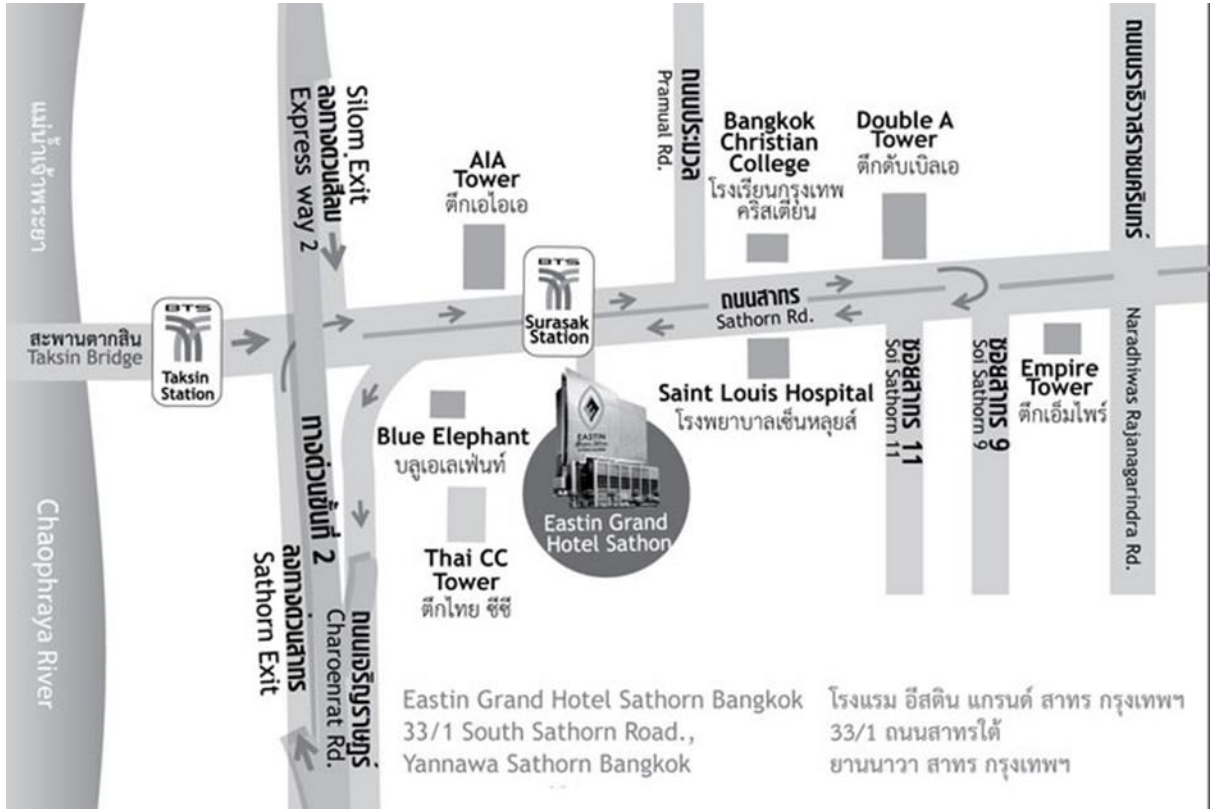 แม่น้ำเจ้าพระยา
Chaophraya River
สะพานตากสิน
Taksin Bridge
BTS
Taksin
Station
Silom Exit
ลงทางด่วนสีลม
Express way 2
ทางด่วนขั้นที่ 2
ลงทางด่วนสาทร
Sathorn Exit
ถนนเจริญราษฎร์
Charoenrat Rd.
AIA
Tower
ตึกเอไอเอ
BTS
Surasak
Station
Blue Elephant
บลูเอเลเฟ่นท์
Thai CC
Tower
ตึกไทย ซีซี
EASTIN
Eastin Grand
Hotel Sathon
ถนนประมวล
Pramual Rd.
Bangkok
Christian
College
โรงเรียนกรุงเทพ
คริสเตียน
Double A
Tower
ตึกดับเบิลเอ
ถนนสาทร
Sathorn Rd.
Saint Louis Hospital
โรงพยาบาลเซ็นหลุยส์
ซอยสาทร 11
Soi Sathorn 11
ซอยสาทร 9
Soi Sathorn 9
Empire
Tower
ตึกเอ็มไพร์
ถนนนราธิวาสราชนครินทร์
Naradhiwas Rajanagarindra Rd.
Eastin Grand Hotel Sathorn Bangkok
33/1 South Sathorn Road.,
Yannawa Sathorn Bangkok
โรงแรม อีสติน แกรนด์ สาทร กรุงเทพฯ
33/1 ถนนสาทรใต้
ยานนาวา สาทร กรุงเทพฯ